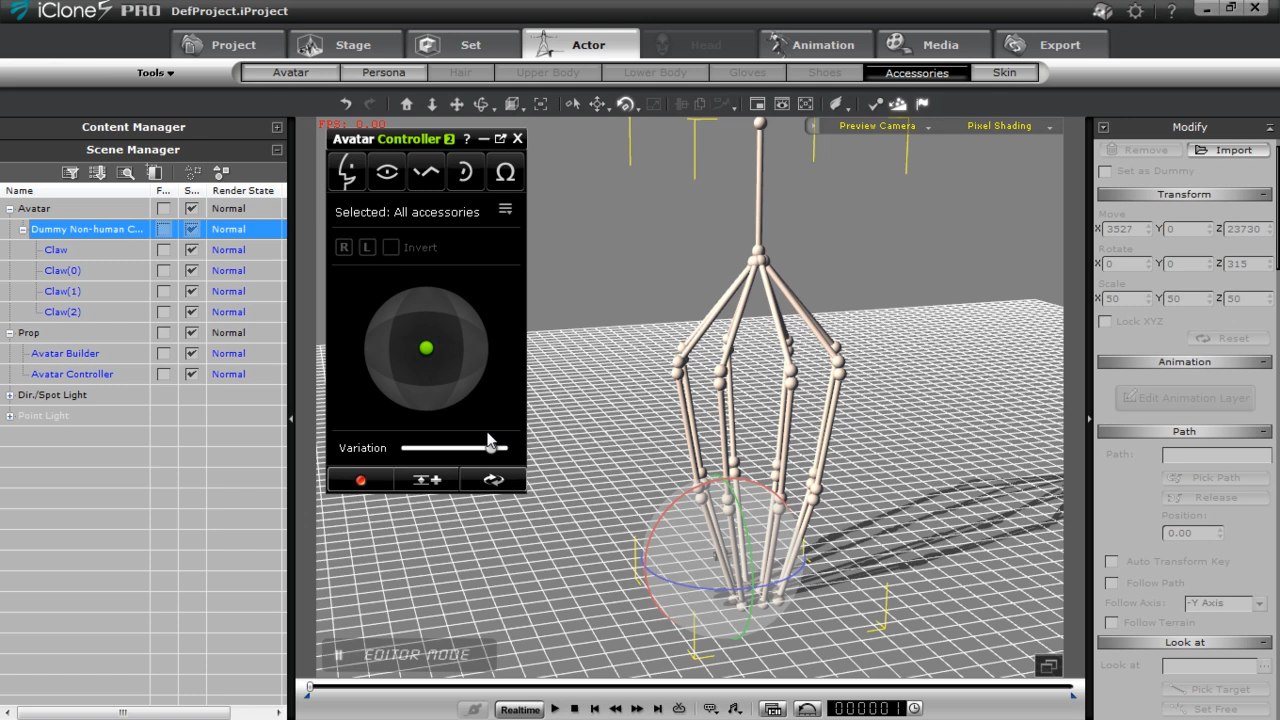 iClone5 PRO DefProject.iProject
Project Stage Set Actor Head Animation Media Export
Tools Avatar Persona Hair Upper Body Lower Body Gloves Shoes Accessories Skin
Content Manager
Scene Manager
Name F... S... Render State
Avatar Normal
Dummy Non-human C... Normal
Claw Normal
Claw(0) Normal
Claw(1) Normal
Claw(2) Normal
Prop Normal
Avatar Builder Normal
Avatar Controller Normal
Dir./Spot Light Normal
Point Light Normal
FPS: 0.00
Preview Camera Pixel Shading
Avatar Controller 2 ?
Selected: All accessories
R L Invert
Variation
EDITOR MODE
Realtime 000000 1
Modify
Remove Import
Set as Dummy
Transform
Move
X 3527 Y 0 Z 23730
Rotate
X 0 Y 0 Z 315
Scale
X 50 Y 50 Z 50
Lock XYZ
Reset
Animation
Edit Animation Layer
Path
Path:
Pick Path
Release
Position:
0.00
Auto Transform Key
Follow Path
Follow Axis: -Y Axis
Follow Terrain
Look at
Look at
Pick Target
Set Free